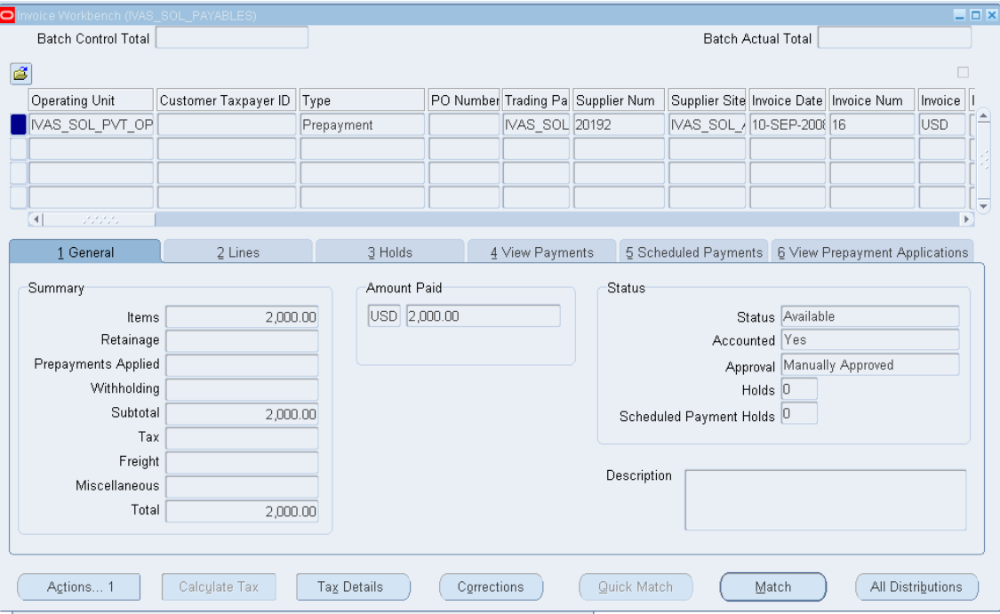 Invoice Workbench (IVAS_SOL_PAYABLES)
Batch Control Total Batch Actual Total
Operating Unit Customer Taxpayer ID Type PO Number Trading Pa Supplier Num Supplier Site Invoice Date Invoice Num Invoice
IVAS_SOL_PVT_OP Prepayment IVAS_SOL 20192 IVAS_SOL_ 10-SEP-2008 16 USD
1 General 2 Lines 3 Holds 4 View Payments 5 Scheduled Payments 6 View Prepayment Applications
Summary Amount Paid Status
Items 2,000.00 USD 2,000.00 Status Available
Retainage Accounted Yes
Prepayments Applied Approval Manually Approved
Withholding Holds 0
Subtotal 2,000.00 Scheduled Payment Holds 0
Tax
Freight
Miscellaneous Description
Total 2,000.00
Actions... 1 Calculate Tax Tax Details Corrections Quick Match Match All Distributions